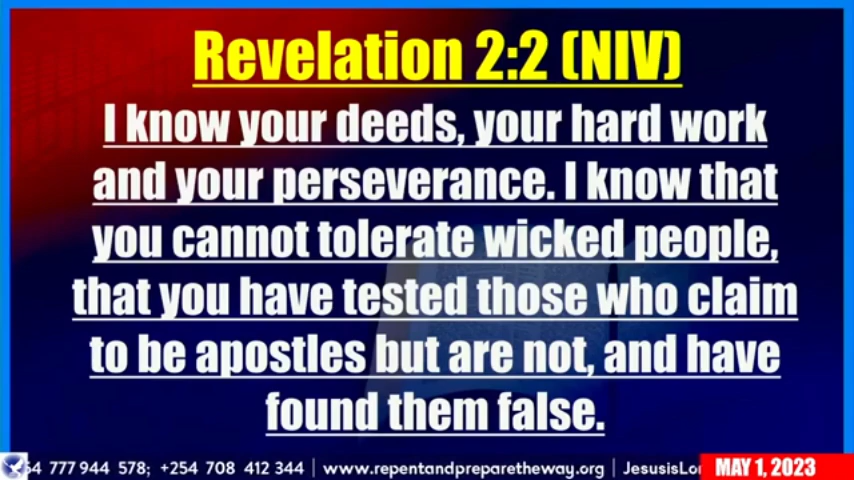 Revelation 2:2 (NIV)
I know your deeds, your hard work
and your perseverance. I know that
you cannot tolerate wicked people,
that you have tested those who claim
to be apostles but are not, and have
found them false.
54 777 944 578; +254 708 412 344 | www.repentandpreparetheway.org | JesusisLo
MAY 1, 2023